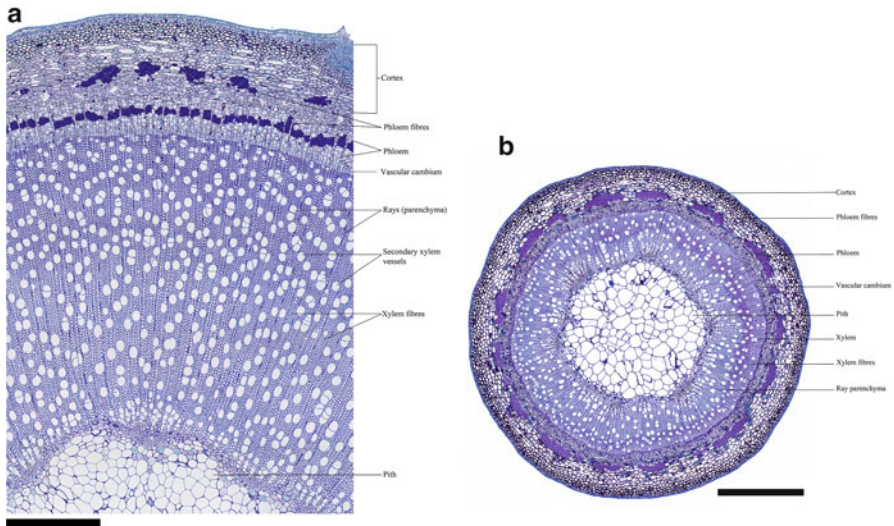 a
Cortex
Phloem fibres
Phloem
Vascular cambium
Rays (parenchyma)
Secondary xylem
vessels
Xylem fibres
Pith
b
Cortex
Phloem fibres
Phloem
Vascular cambium
Pith
Xylem
Xylem fibres
Ray parenchyma